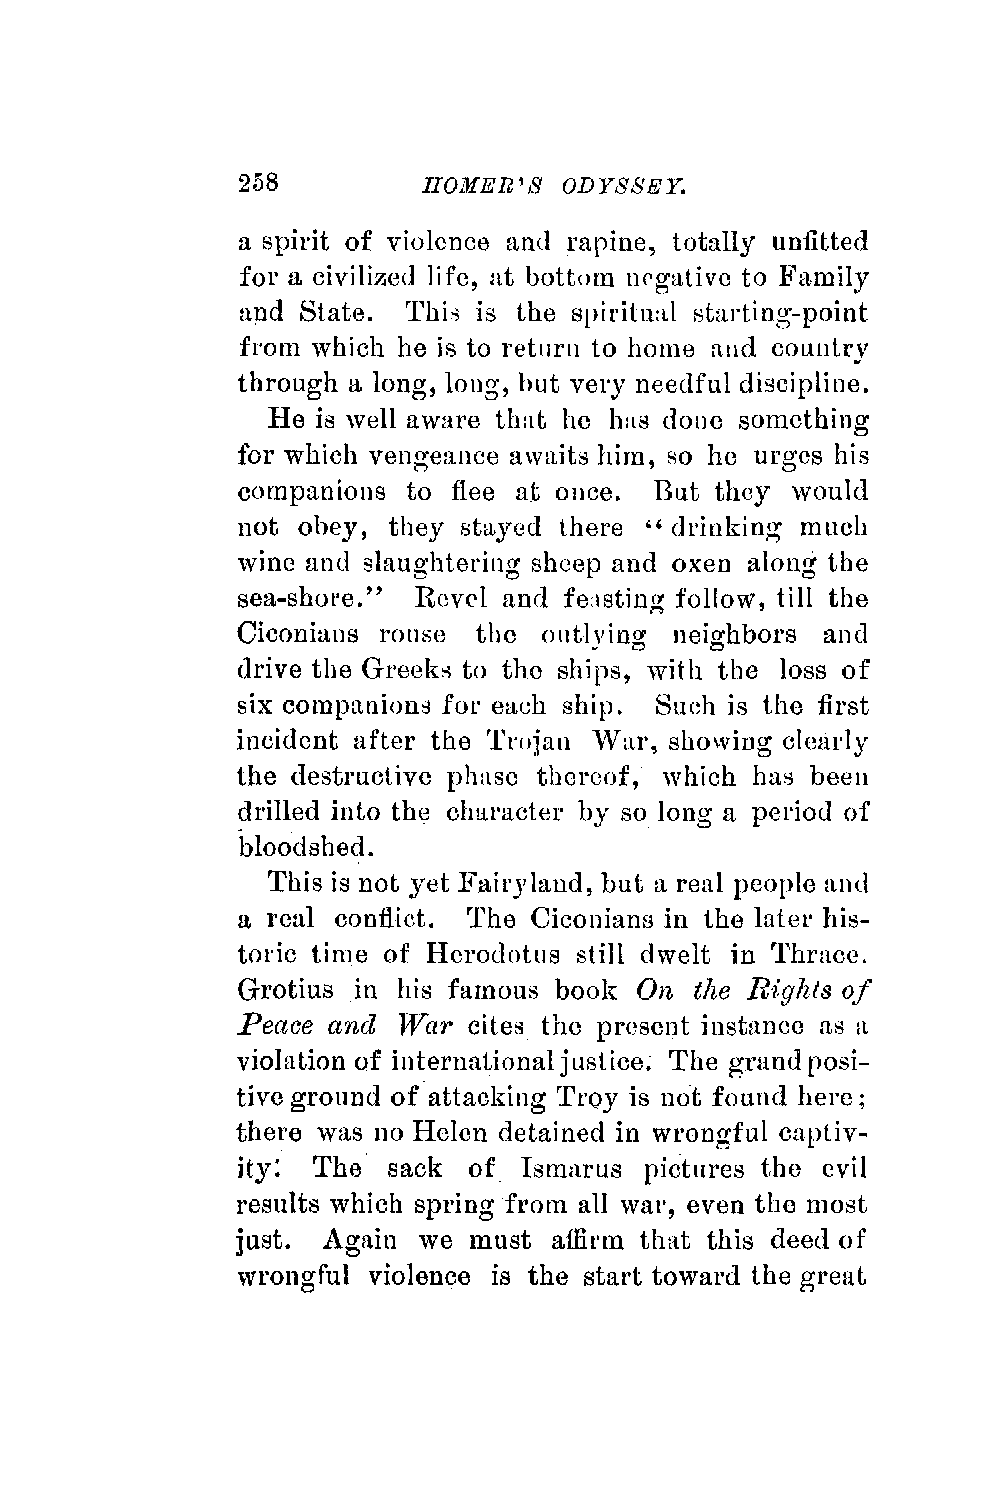 258 HOMER'S ODYSSEY.
a spirit of violence and rapine, totally unfitted
for a civilized life, at bottom negative to Family
and State. This is the spiritual starting-point
from which he is to return to home and country
through a long, long, but very needful discipline.
He is well aware that he has done something
for which vengeance awaits him, so he urges his
companions to flee at once. But they would
not obey, they stayed there "drinking much
wine and slaughtering sheep and oxen along the
sea-shore." Revel and feasting follow, till the
Ciconians rouse the outlying neighbors and
drive the Greeks to the ships, with the loss of
six companions for each ship. Such is the first
incident after the Trojan War, showing clearly
the destructive phase thereof, which has been
drilled into the character by so long a period of
bloodshed.
This is not yet Fairyland, but a real people and
a real conflict. The Ciconians in the later his-
toric time of Herodotus still dwelt in Thrace.
Grotius in his famous book On the Rights of
Peace and War cites the present instance as a
violation of international justice. The grand posi-
tive ground of attacking Troy is not found here;
there was no Helen detained in wrongful captiv-
ity. The sack of Ismarus pictures the evil
results which spring from all war, even the most
just. Again we must affirm that this deed of
wrongful violence is the start toward the great